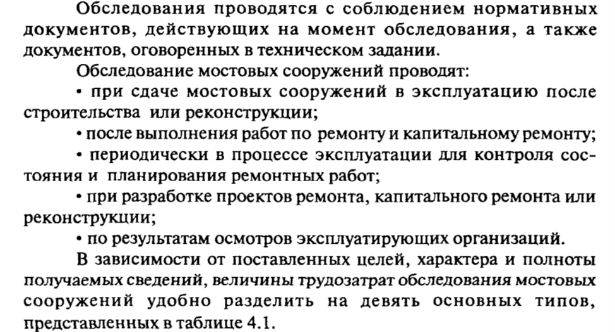 Обследования проводятся с соблюдением нормативных
документов, действующих на момент обследования, а также
документов, оговоренных в техническом задании.
Обследование мостовых сооружений проводят:
• при сдаче мостовых сооружений в эксплуатацию после
строительства или реконструкции;
• после выполнения работ по ремонту и капитальному ремонту;
• периодически в процессе эксплуатации для контроля сос-
тояния и планирования ремонтных работ;
• при разработке проектов ремонта, капитального ремонта или
реконструкции;
• по результатам осмотров эксплуатирующих организаций.
В зависимости от поставленных целей, характера и полноты
получаемых сведений, величины трудозатрат обследования мостовых
сооружений удобно разделить на девять основных типов,
представленных в таблице 4.1.